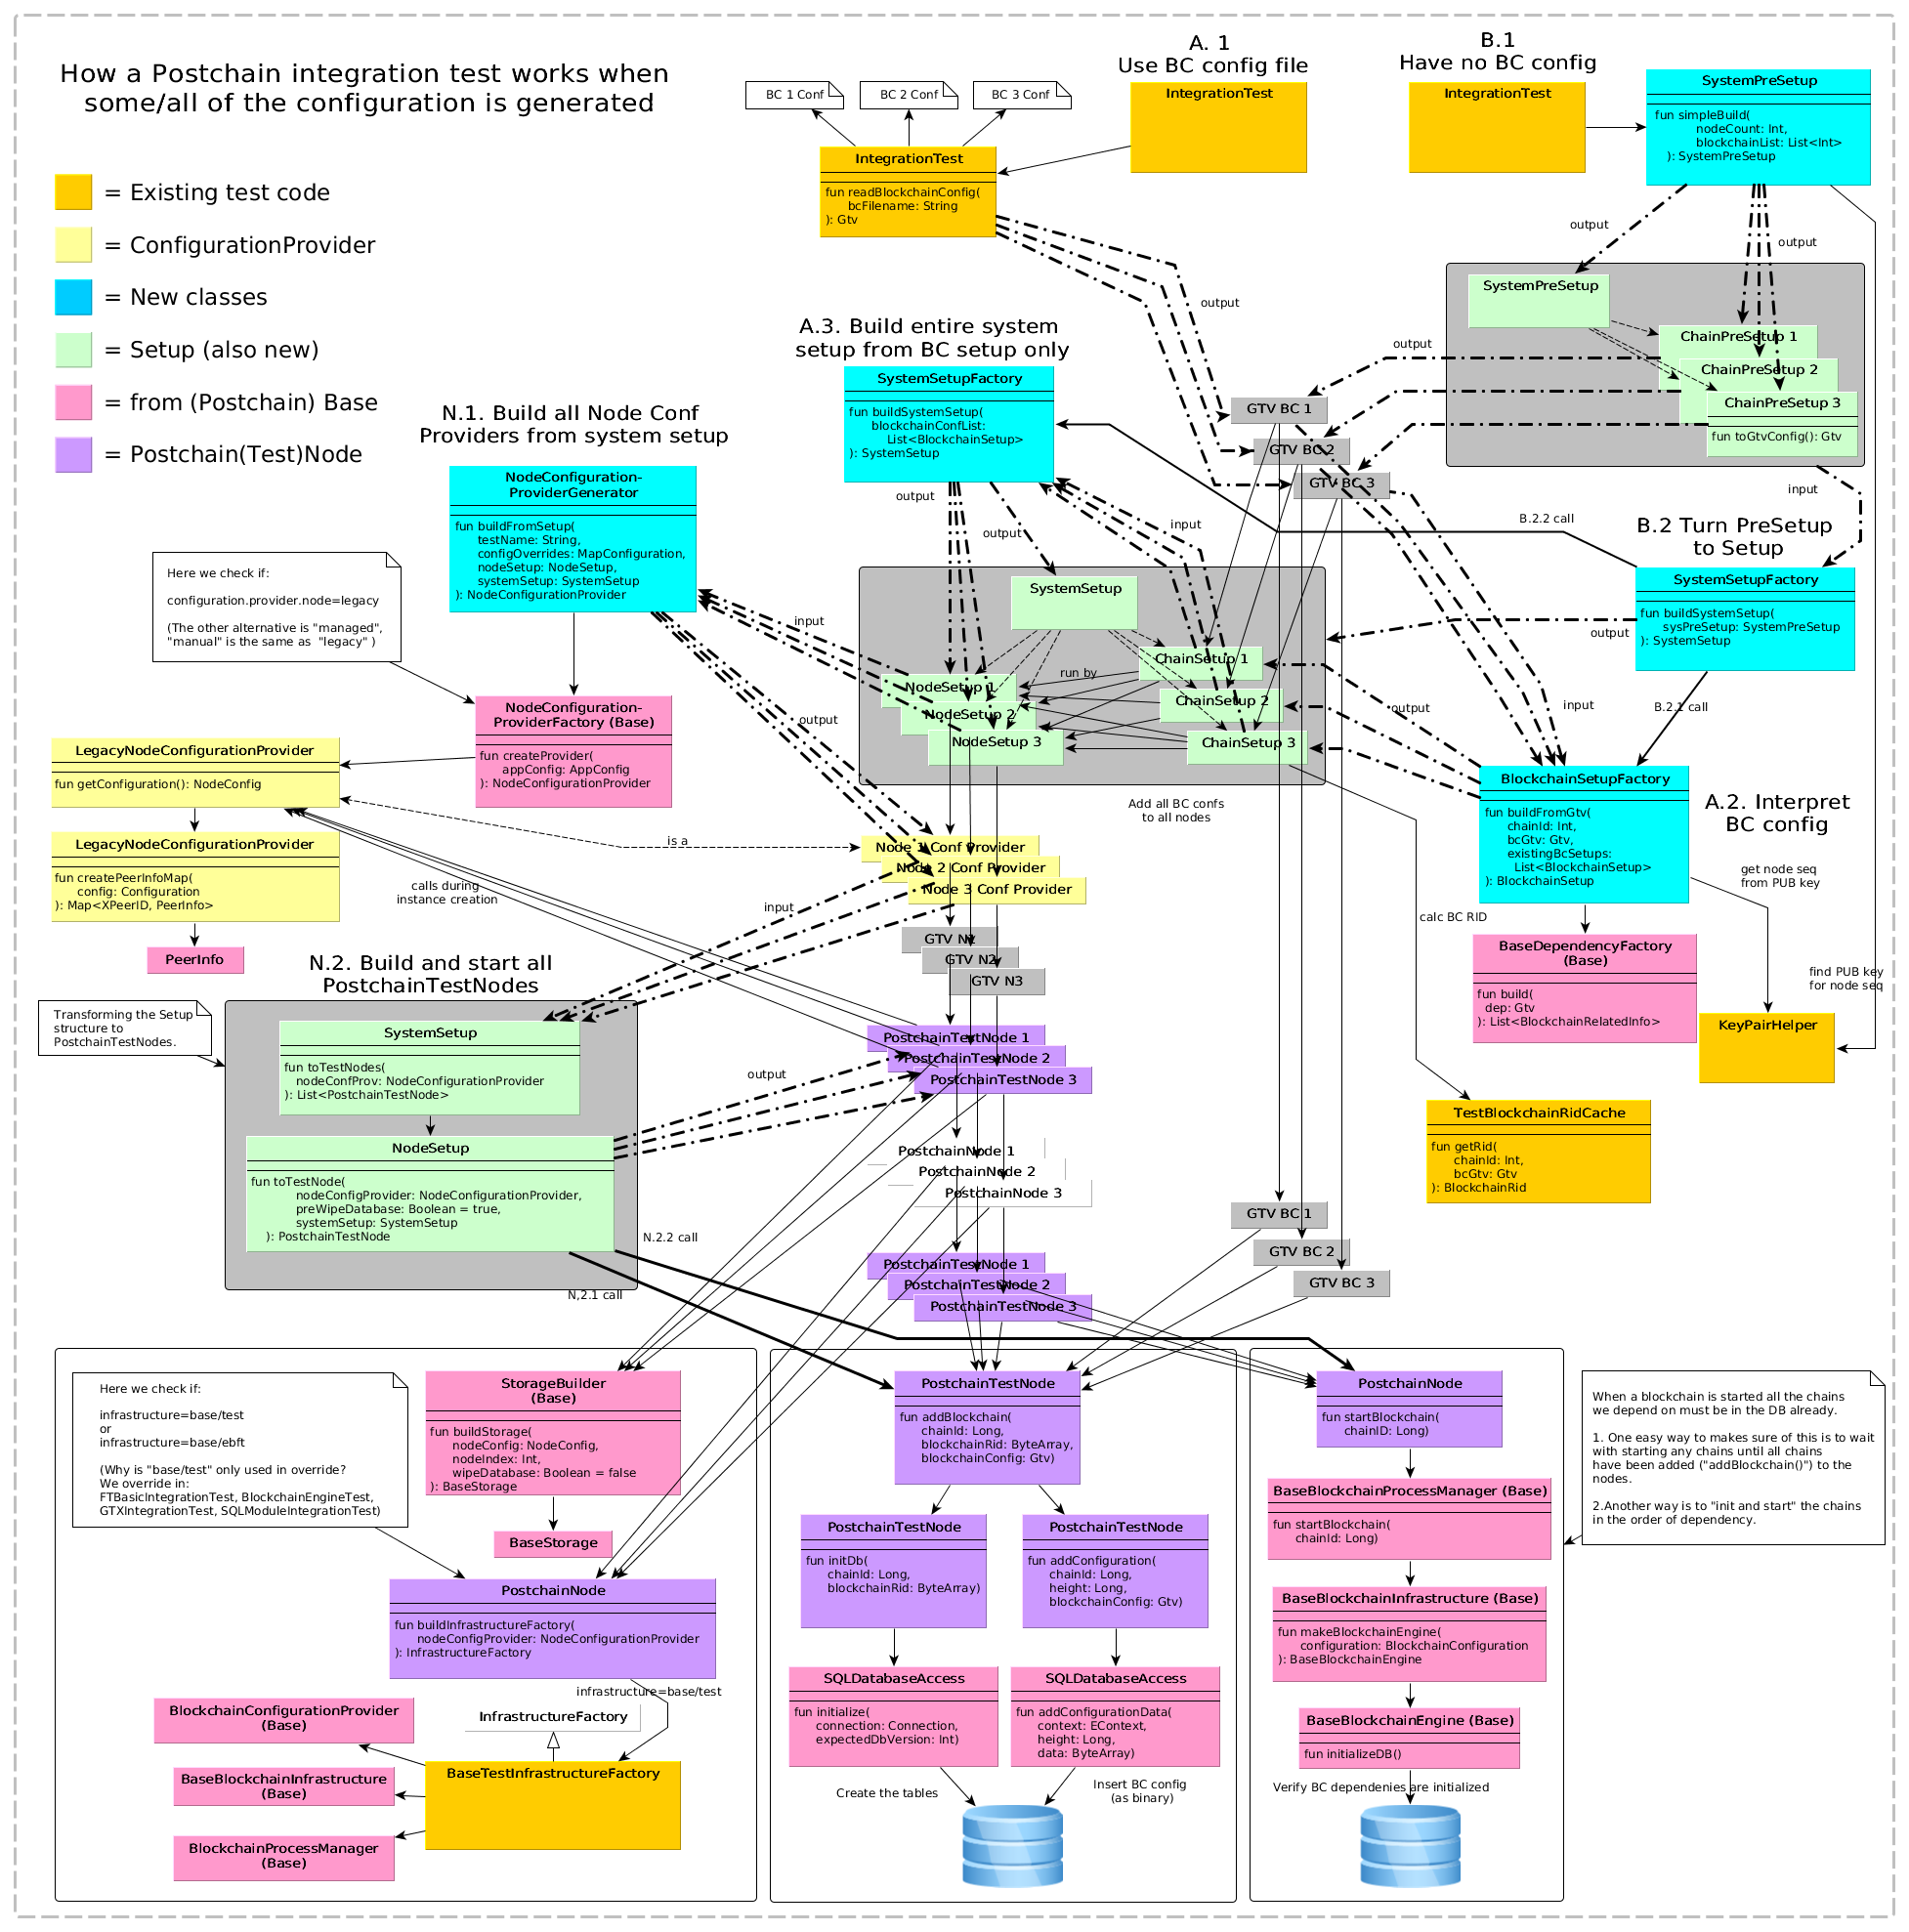 How a Postchain integration test works when
some/all of the configuration is generated
= Existing test code
= ConfigurationProvider
= New classes
= Setup (also new)
= from (Postchain) Base
= Postchain(Test)Node
BC 1 Conf
BC 2 Conf
BC 3 Conf
IntegrationTest
fun readBlockchainConfig(
bcFilename: String
): Gtv
A. 1
Use BC config file
IntegrationTest
B.1
Have no BC config
IntegrationTest
SystemPreSetup
fun simpleBuild(
nodeCount: Int,
blockchainList: List<Int>
): SystemPreSetup
output
output
SystemPreSetup
ChainPreSetup 1
ChainPreSetup 2
ChainPreSetup 3
fun toGtvConfig(): Gtv
output
output
input
A.3. Build entire system
setup from BC setup only
SystemSetupFactory
fun buildSystemSetup(
blockchainConfList:
List<BlockchainSetup>
): SystemSetup
GTV BC 1
GTV BC 2
GTV BC 3
B.2.2 call
B.2 Turn PreSetup
to Setup
SystemSetupFactory
fun buildSystemSetup(
sysPreSetup: SystemPreSetup
): SystemSetup
output
B.2.1 call
N.1. Build all Node Conf
Providers from system setup
NodeConfiguration-
ProviderGenerator
fun buildFromSetup(
testName: String,
configOverrides: MapConfiguration,
nodeSetup: NodeSetup,
systemSetup: SystemSetup
): NodeConfigurationProvider
output
output
input
input
Here we check if:
configuration.provider.node=legacy
(The other alternative is "managed",
"manual" is the same as "legacy" )
NodeConfiguration-
ProviderFactory (Base)
fun createProvider(
appConfig: AppConfig
): NodeConfigurationProvider
output
SystemSetup
ChainSetup 1
ChainSetup 2
ChainSetup 3
run by
NodeSetup 1
NodeSetup 2
NodeSetup 3
output
input
Add all BC confs
to all nodes
BlockchainSetupFactory
fun buildFromGtv(
chainId: Int,
bcGtv: Gtv,
existingBcSetups:
List<BlockchainSetup>
): BlockchainSetup
A.2. Interpret
BC config
get node seq
from PUB key
calc BC RID
find PUB key
for node seq
BaseDependencyFactory
(Base)
fun build(
dep: Gtv
): List<BlockchainRelatedInfo>
KeyPairHelper
TestBlockchainRidCache
fun getRid(
chainId: Int,
bcGtv: Gtv
): BlockchainRid
LegacyNodeConfigurationProvider
fun getConfiguration(): NodeConfig
LegacyNodeConfigurationProvider
fun createPeerInfoMap(
config: Configuration
): Map<XPeerID, PeerInfo>
PeerInfo
is a
calls during
instance creation
Node 1 Conf Provider
Node 2 Conf Provider
Node 3 Conf Provider
input
GTV N1
GTV N2
GTV N3
N.2. Build and start all
PostchainTestNodes
Transforming the Setup
structure to
PostchainTestNodes.
SystemSetup
fun toTestNodes(
nodeConfProv: NodeConfigurationProvider
): List<PostchainTestNode>
NodeSetup
fun toTestNode(
nodeConfigProvider: NodeConfigurationProvider,
preWipeDatabase: Boolean = true,
systemSetup: SystemSetup
): PostchainTestNode
output
PostchainTestNode 1
PostchainTestNode 2
PostchainTestNode 3
PostchainNode 1
PostchainNode 2
PostchainNode 3
N.2.2 call
N,2.1 call
PostchainTestNode 1
PostchainTestNode 2
PostchainTestNode 3
GTV BC 1
GTV BC 2
GTV BC 3
Here we check if:
infrastructure=base/test
or
infrastructure=base/ebft
(Why is "base/test" only used in override?
We override in:
FTBasicIntegrationTest, BlockchainEngineTest,
GTXIntegrationTest, SQLModuleIntegrationTest)
StorageBuilder
(Base)
fun buildStorage(
nodeConfig: NodeConfig,
nodeIndex: Int,
wipeDatabase: Boolean = false
): BaseStorage
BaseStorage
PostchainNode
fun buildInfrastructureFactory(
nodeConfigProvider: NodeConfigurationProvider
): InfrastructureFactory
infrastructure=base/test
InfrastructureFactory
BlockchainConfigurationProvider
(Base)
BaseBlockchainInfrastructure
(Base)
BlockchainProcessManager
(Base)
BaseTestInfrastructureFactory
PostchainTestNode
fun addBlockchain(
chainId: Long,
blockchainRid: ByteArray,
blockchainConfig: Gtv)
PostchainTestNode
fun initDb(
chainId: Long,
blockchainRid: ByteArray)
PostchainTestNode
fun addConfiguration(
chainId: Long,
height: Long,
blockchainConfig: Gtv)
SQLDatabaseAccess
fun initialize(
connection: Connection,
expectedDbVersion: Int)
SQLDatabaseAccess
fun addConfigurationData(
context: EContext,
height: Long,
data: ByteArray)
Create the tables
Insert BC config
(as binary)
PostchainNode
fun startBlockchain(
chainID: Long)
BaseBlockchainProcessManager (Base)
fun startBlockchain(
chainId: Long)
BaseBlockchainInfrastructure (Base)
fun makeBlockchainEngine(
configuration: BlockchainConfiguration
): BaseBlockchainEngine
BaseBlockchainEngine (Base)
fun initializeDB()
Verify BC dependenies are initialized
When a blockchain is started all the chains
we depend on must be in the DB already.
1. One easy way to makes sure of this is to wait
with starting any chains until all chains
have been added ("addBlockchain()") to the
nodes.
2.Another way is to "init and start" the chains
in the order of dependency.